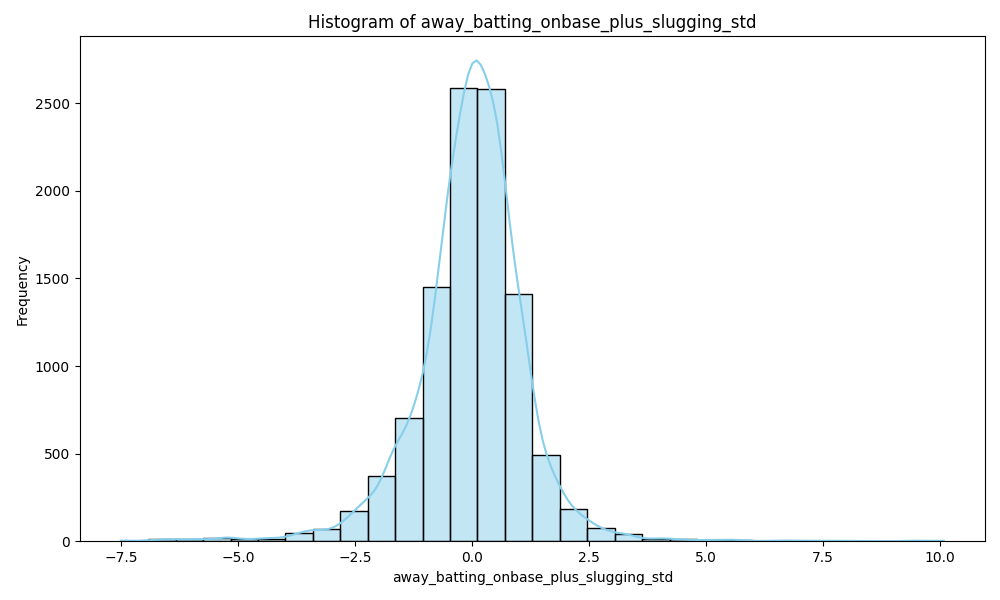 Histogram of away_batting_onbase_plus_slugging_std
Frequency
2500
2000
1500
1000
500
0
−7.5 −5.0 −2.5 0.0 2.5 5.0 7.5 10.0
away_batting_onbase_plus_slugging_std